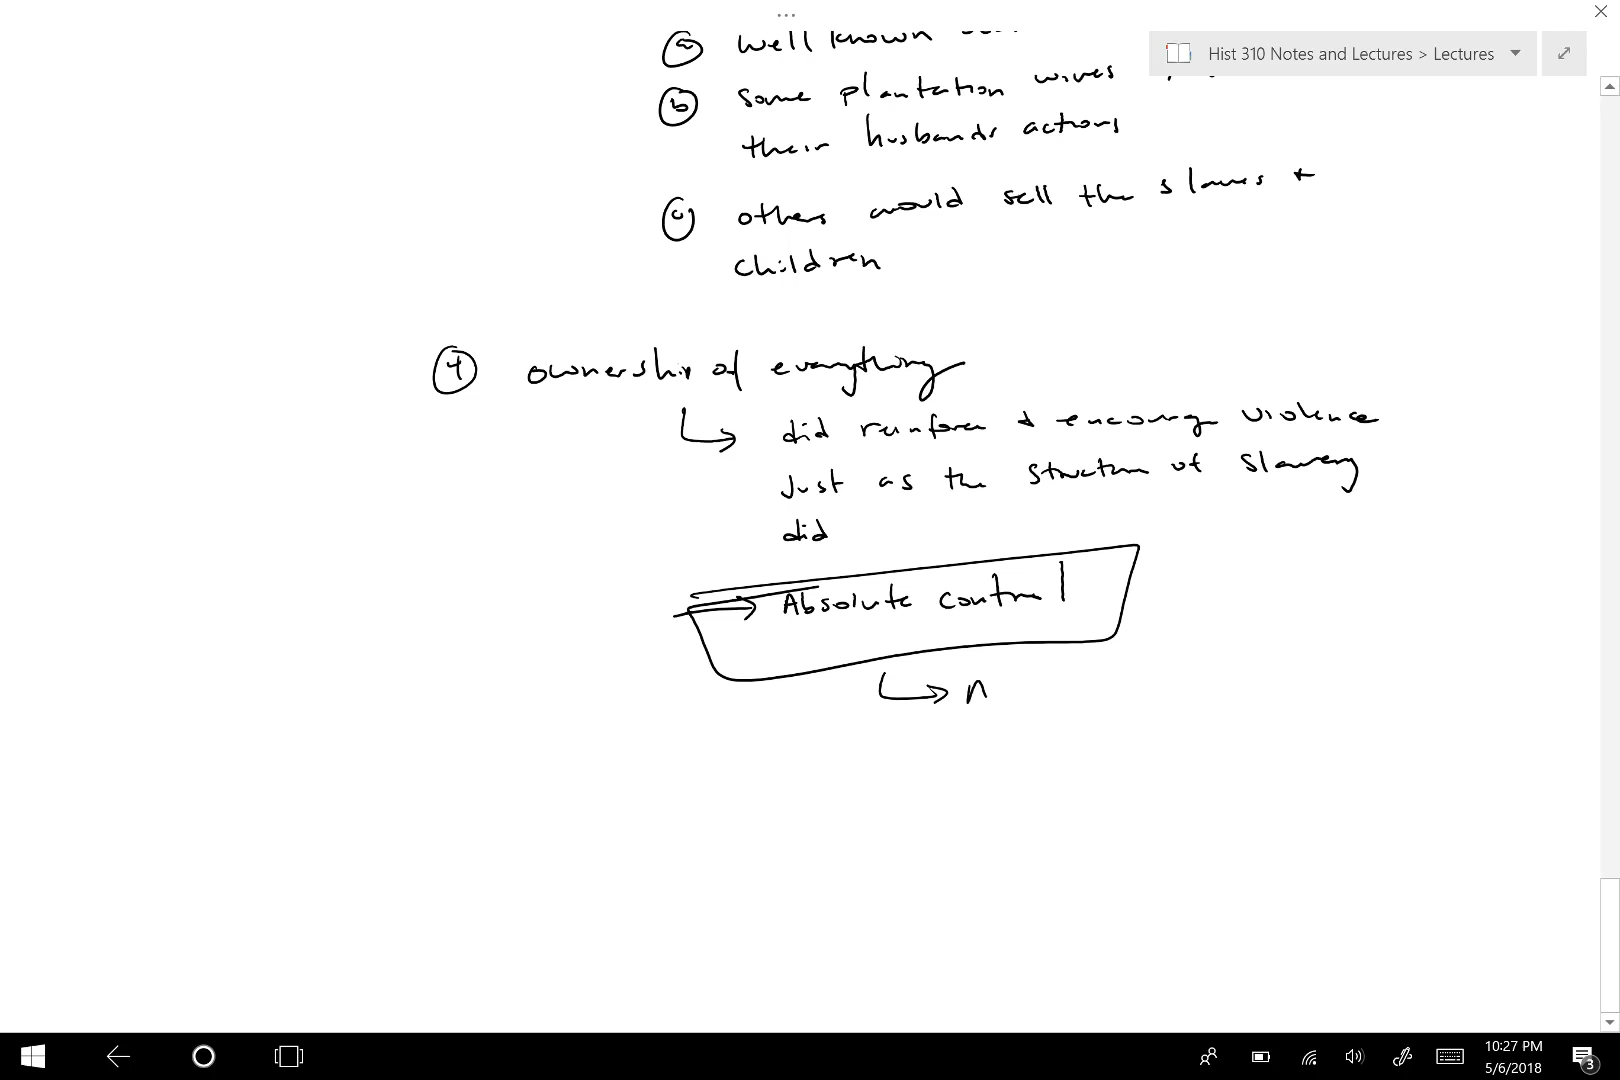 Hist 310 Notes and Lectures > Lectures
(a) well known
(b) some plantation wives
their husbands actions
(c) others would sell the slaves +
children
(4) ownership of everything
did reinforce & encourage violence
Just as the structure of slavery
did
→ Absolute control
↳ n
10:27 PM
5/6/2018
3